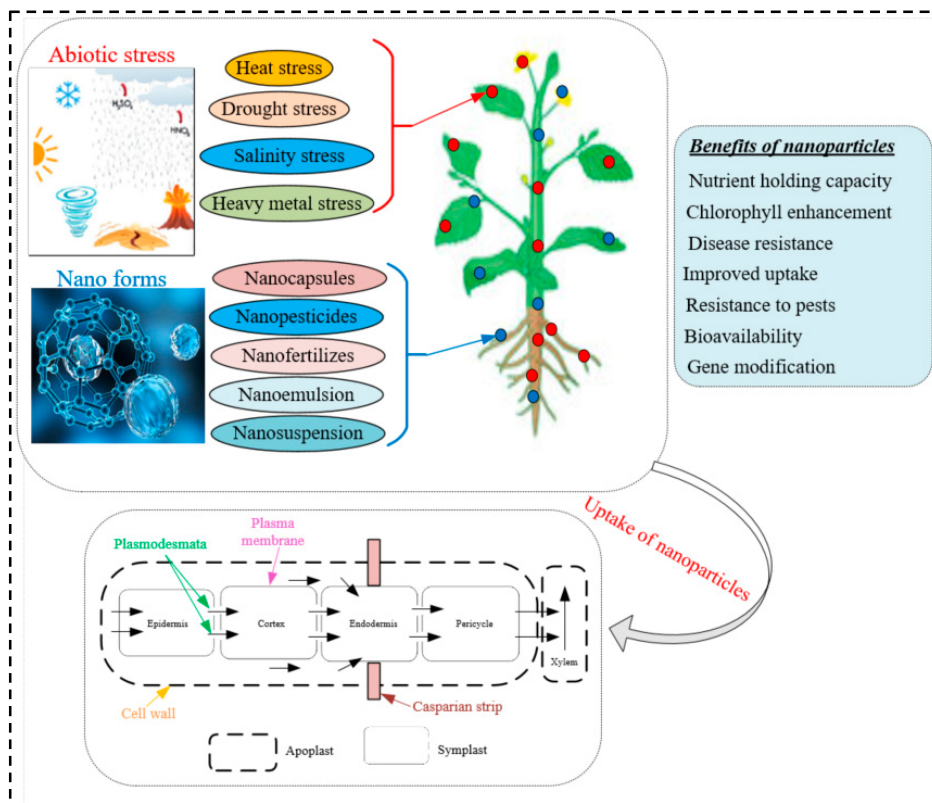 Abiotic stress
H₂SO₄
HNO₃
Heat stress
Drought stress
Salinity stress
Heavy metal stress
Nano forms
Nanocapsules
Nanopesticides
Nanofertilizes
Nanoemulsion
Nanosuspension
Benefits of nanoparticles
Nutrient holding capacity
Chlorophyll enhancement
Disease resistance
Improved uptake
Resistance to pests
Bioavailability
Gene modification
Uptake of nanoparticles
Plasma
membrane
Plasmodesmata
Epidermis
Cortex
Endodermis
Pericycle
Xylem
Cell wall
Casparian strip
Apoplast
Symplast